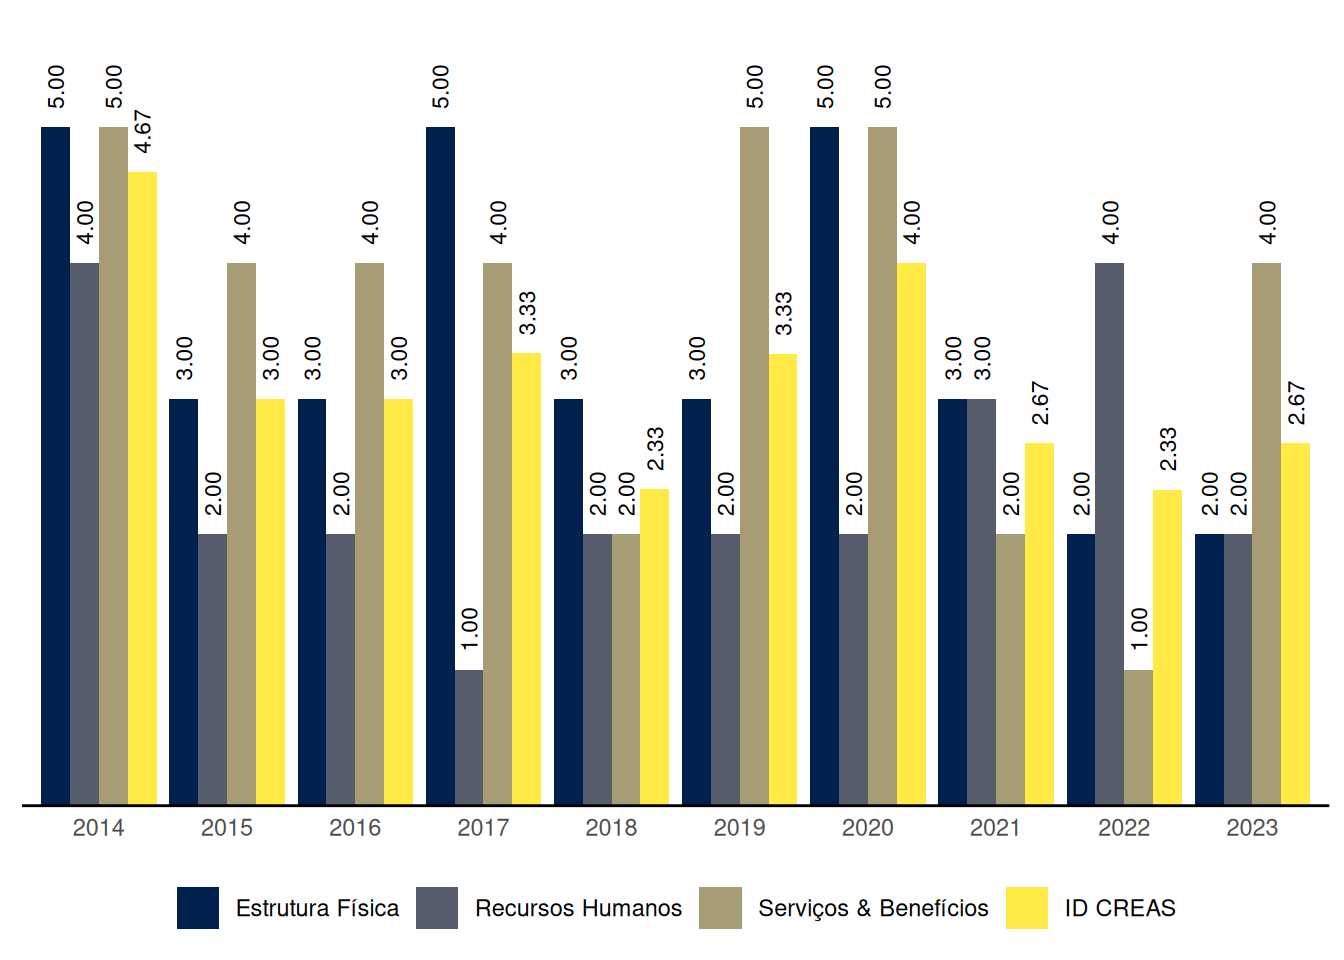 5.00 4.00 5.00 4.67 3.00 2.00 4.00 3.00 3.00 2.00 4.00 3.00 5.00 1.00 4.00 3.33 3.00 2.00 2.00 2.33 3.00 2.00 5.00 3.33 5.00 2.00 5.00 4.00 3.00 3.00 2.00 2.67 2.00 4.00 1.00 2.33 2.00 2.00 4.00 2.67
2014 2015 2016 2017 2018 2019 2020 2021 2022 2023
Estrutura Física Recursos Humanos Serviços & Benefícios ID CREAS